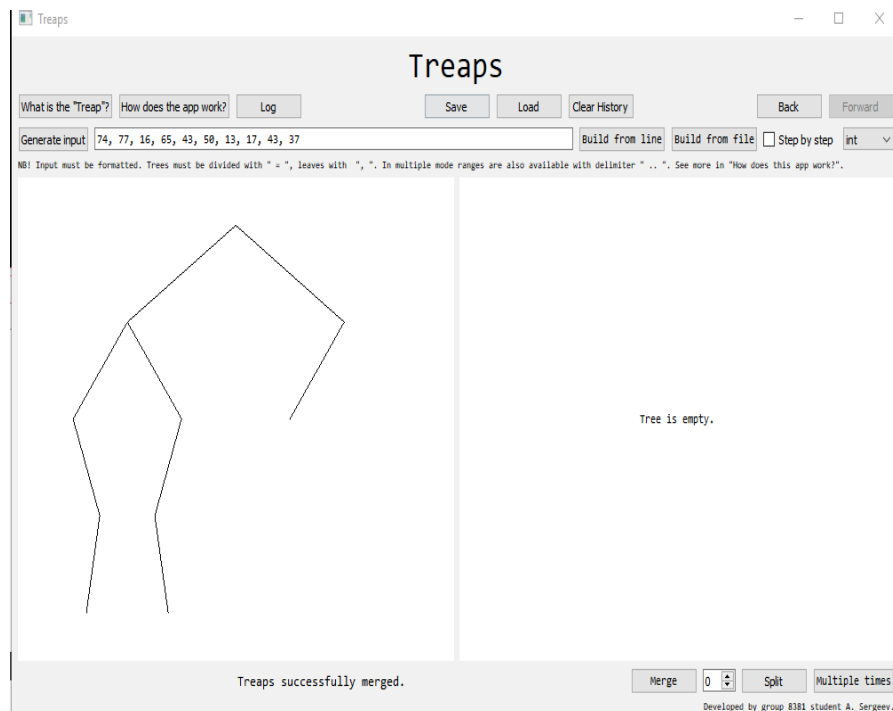 Treaps
Treaps
What is the "Treap"? How does the app work? Log Save Load Clear History Back Forward
Generate input 74, 77, 16, 65, 43, 50, 13, 17, 43, 37 Build from line Build from file Step by step int
NB! Input must be formatted. Trees must be divided with " = ", leaves with ", ". In multiple mode ranges are also available with delimiter " .. ". See more in "How does this app work?".
Tree is empty.
Treaps successfully merged.
Merge 0 Split Multiple times
Developed by group 8381 student A. Sergeev.